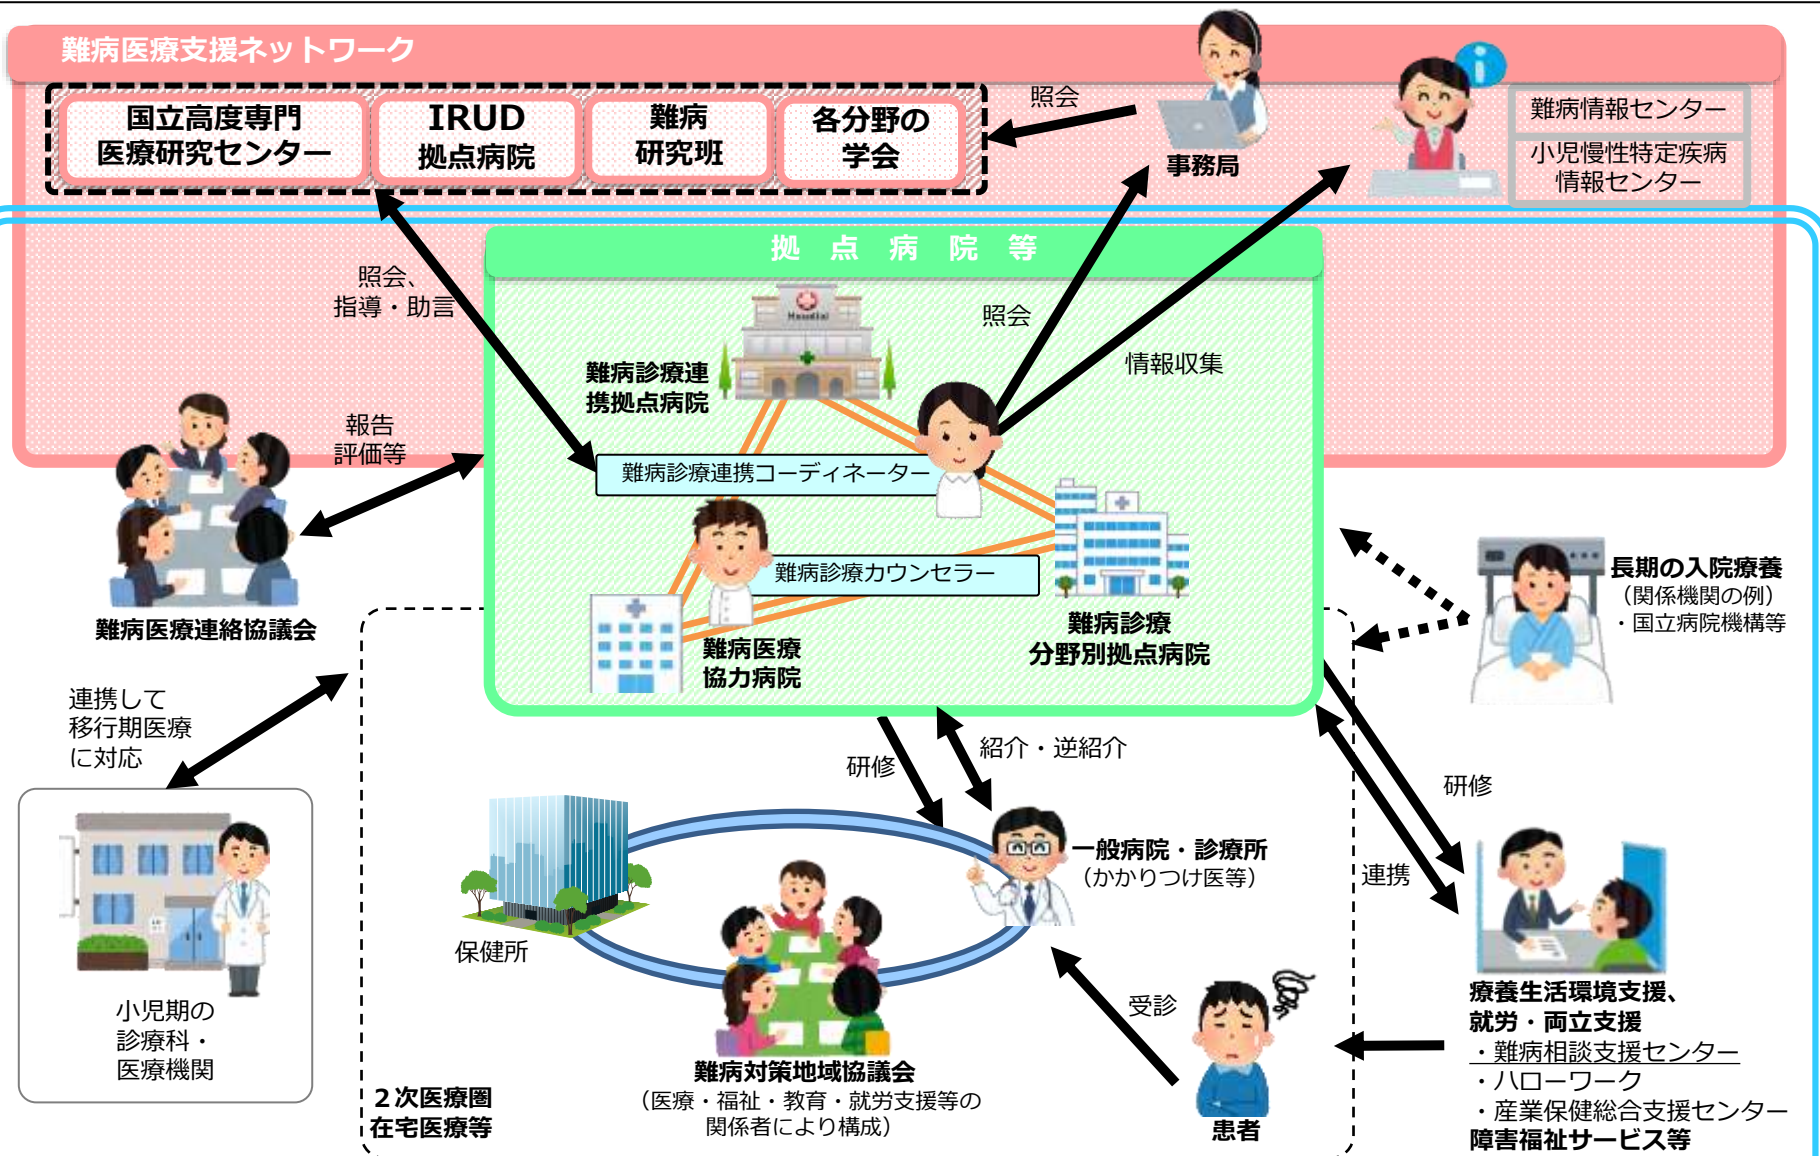 難病医療支援ネットワーク
国立高度専門
医療研究センター
IRUD
拠点病院
難病
研究班
各分野の
学会
照会
事務局
難病情報センター
小児慢性特定疾病
情報センター
拠点病院等
照会、
指導・助言
照会
情報収集
難病診療連
携拠点病院
Hospital
報告
評価等
難病診療連携コーディネーター
難病診療カウンセラー
難病医療連絡協議会
難病医療
協力病院
難病診療
分野別拠点病院
長期の入院療養
（関係機関の例）
・国立病院機構等
連携して
移行期医療
に対応
研修
紹介・逆紹介
研修
連携
一般病院・診療所
（かかりつけ医等）
保健所
受診
小児期の
診療科・
医療機関
難病対策地域協議会
（医療・福祉・教育・就労支援等の
関係者により構成）
２次医療圏
在宅医療等
患者
療養生活環境支援、
就労・両立支援
・難病相談支援センター
・ハローワーク
・産業保健総合支援センター
障害福祉サービス等